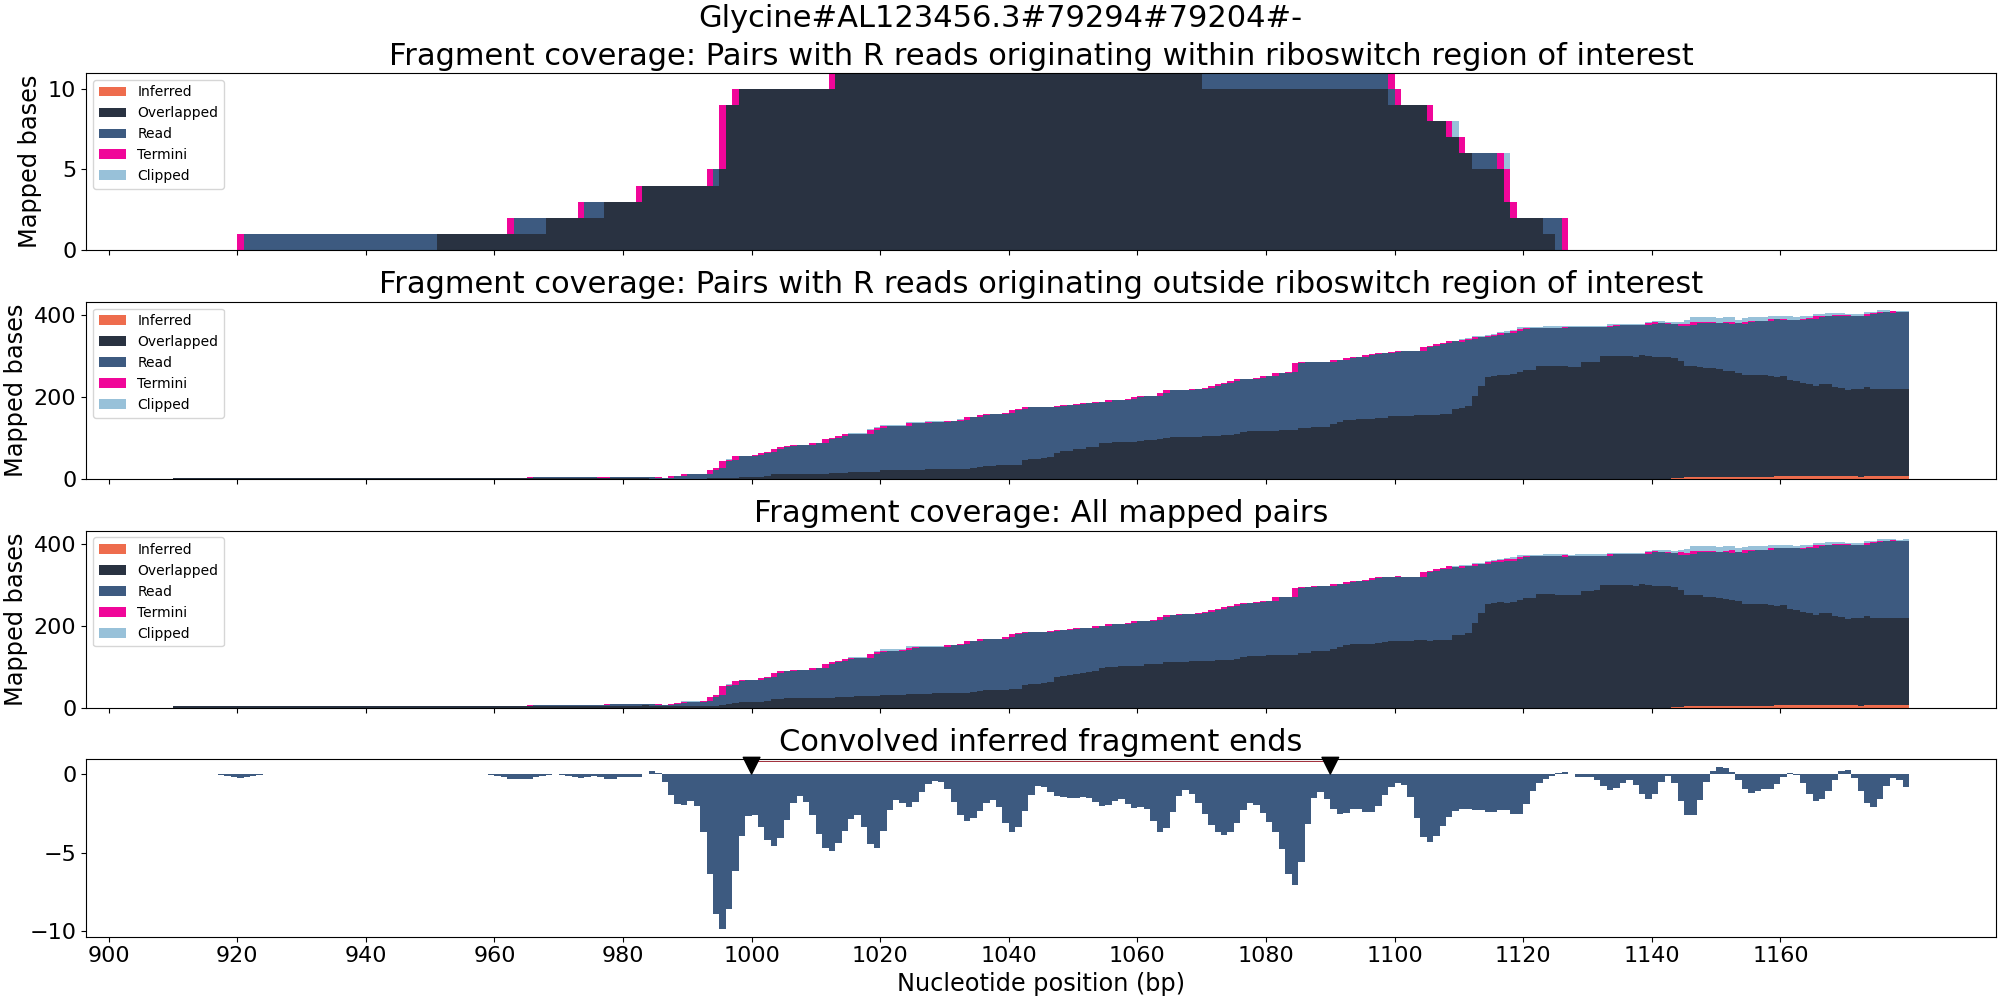 Glycine#AL123456.3#79294#79204#-
Fragment coverage: Pairs with R reads originating within riboswitch region of interest
Mapped bases
10
5
0
Inferred
Overlapped
Read
Termini
Clipped
Fragment coverage: Pairs with R reads originating outside riboswitch region of interest
Mapped bases
400
200
0
Inferred
Overlapped
Read
Termini
Clipped
Fragment coverage: All mapped pairs
Mapped bases
400
200
0
Inferred
Overlapped
Read
Termini
Clipped
Convolved inferred fragment ends
0
−5
−10
900 920 940 960 980 1000 1020 1040 1060 1080 1100 1120 1140 1160
Nucleotide position (bp)